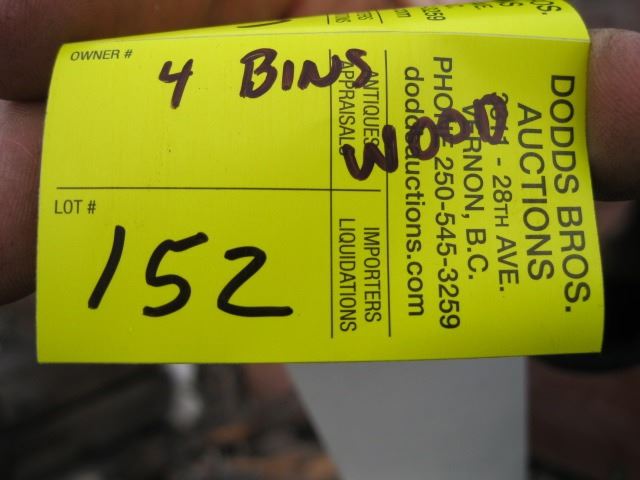 OWNER #
4 BINS
WOOD
LOT #
152
ANTIQUES
APPRAISALS
IMPORTERS
LIQUIDATIONS
DODDS BROS.
AUCTIONS
- 28TH AVE.
VERNON, B.C.
PHONE 250-545-3259
doddsauctions.com